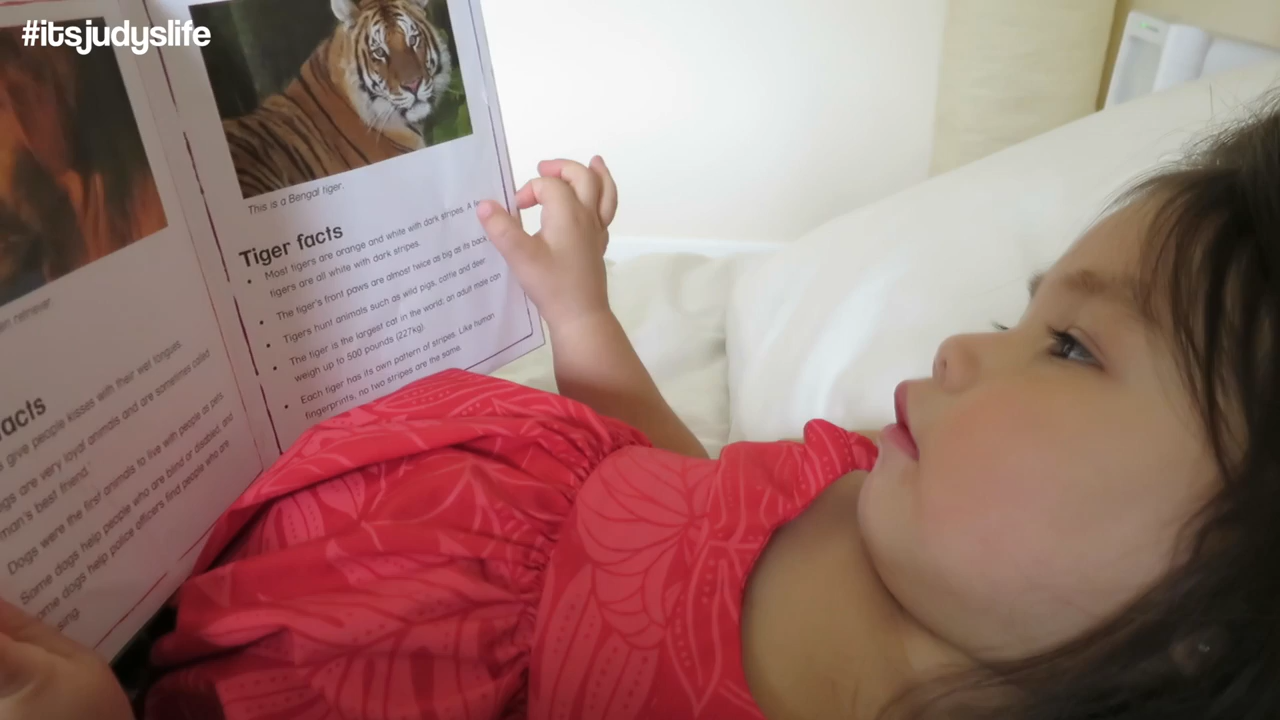 #itsjudyslife
retriever
acts
give people kisses with their wet tongues.
gs are very loyal animals and are sometimes called
man's best friend."
Dogs were the first animals to live with people as pets
Some dogs help people who are blind or disabled, and
ome dogs help police officers find people who are
sing.
This is a Bengal tiger.
Tiger facts
• Most tigers are orange and white with dark stripes. A fe
tigers are all white with dark stripes.
• The tiger's front paws are almost twice as big as its back
• Tigers hunt animals such as wild pigs, cattle and deer
• The tiger is the largest cat in the world; an adult male can
weigh up to 500 pounds (227kg).
• Each tiger has its own pattern of stripes. Like human
fingerprints, no two stripes are the same.